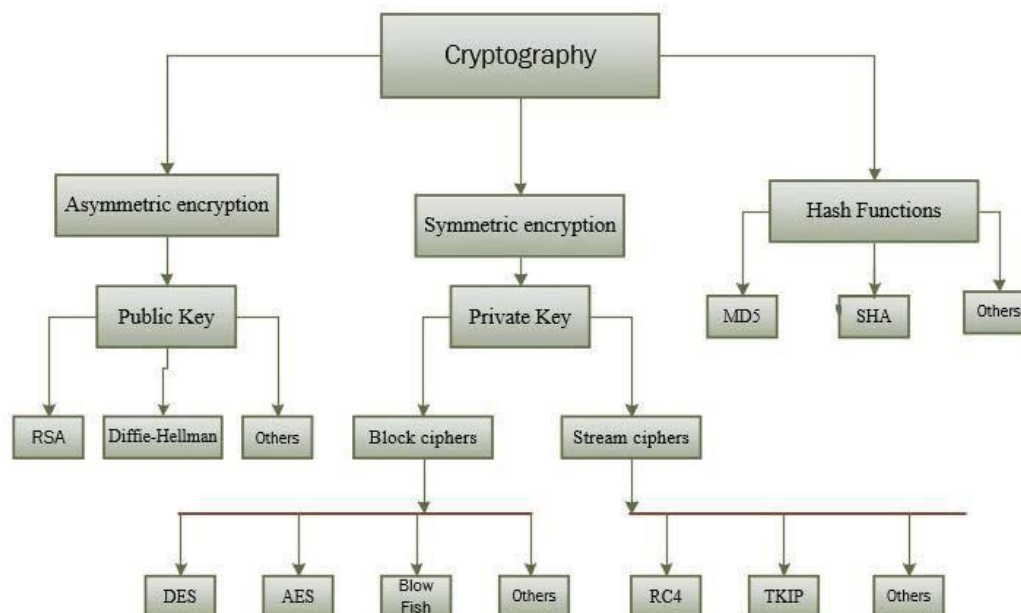 Cryptography
Asymmetric encryption
Symmetric encryption
Hash Functions
Public Key
Private Key
MD5
SHA
Others
RSA
Diffie-Hellman
Others
Block ciphers
Stream ciphers
DES
AES
Blow
Fish
Others
RC4
TKIP
Others